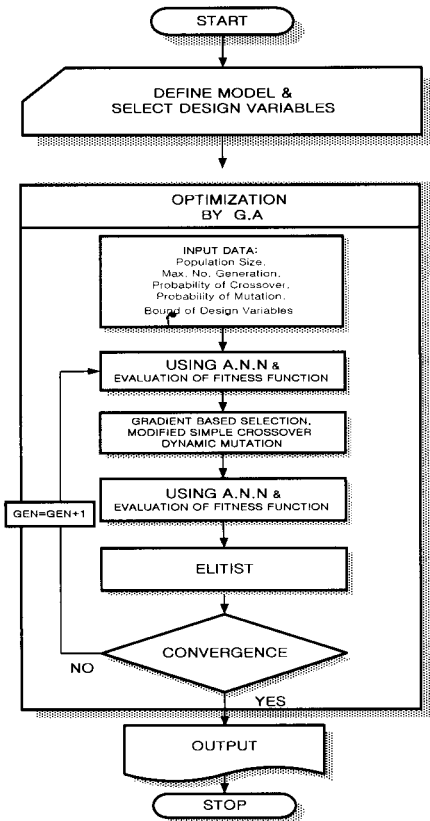 START
DEFINE MODEL &
SELECT DESIGN VARIABLES
OPTIMIZATION
BY G.A
INPUT DATA:
Population Size,
Max. No. Generation,
Probability of Crossover,
Probability of Mutation,
Bound of Design Variables
USING A.N.N &
EVALUATION OF FITNESS FUNCTION
GRADIENT BASED SELECTION,
MODIFIED SIMPLE CROSSOVER
DYNAMIC MUTATION
USING A.N.N &
EVALUATION OF FITNESS FUNCTION
GEN=GEN+1
ELITIST
CONVERGENCE
NO
YES
OUTPUT
STOP